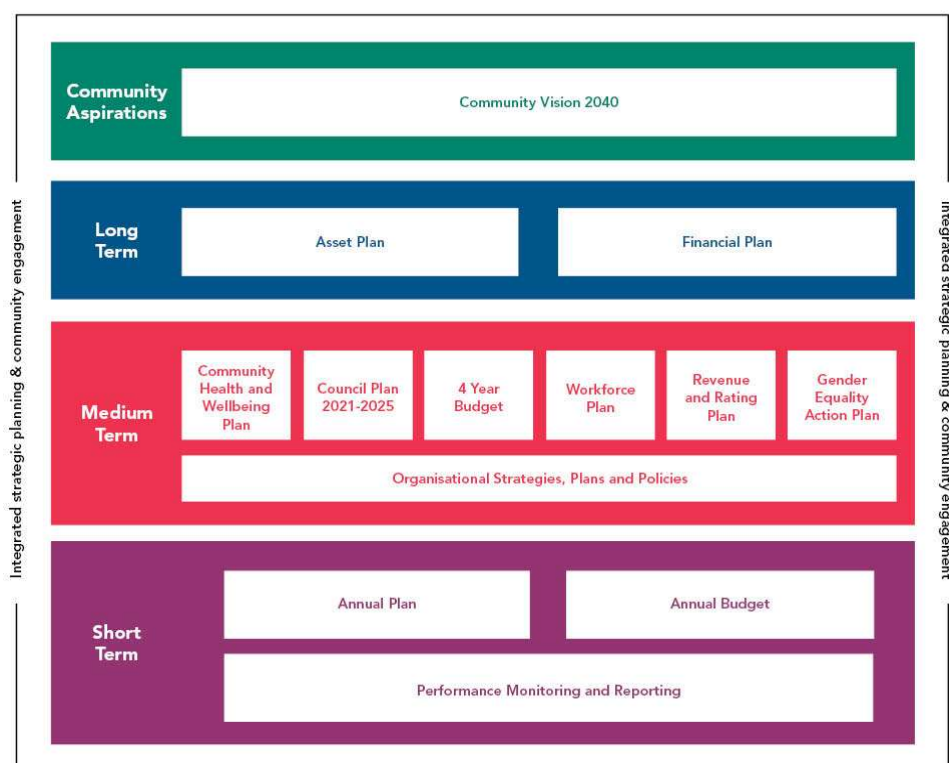 Community
Aspirations
Community Vision 2040
Long
Term
Asset Plan
Financial Plan
Medium
Term
Community
Health and
Wellbeing
Plan
Council Plan
2021-2025
4 Year
Budget
Workforce
Plan
Revenue
and Rating
Plan
Gender
Equality
Action Plan
Organisational Strategies, Plans and Policies
Short
Term
Annual Plan
Annual Budget
Performance Monitoring and Reporting
Integrated strategic planning & community engagement
Integrated strategic planning & community engagement